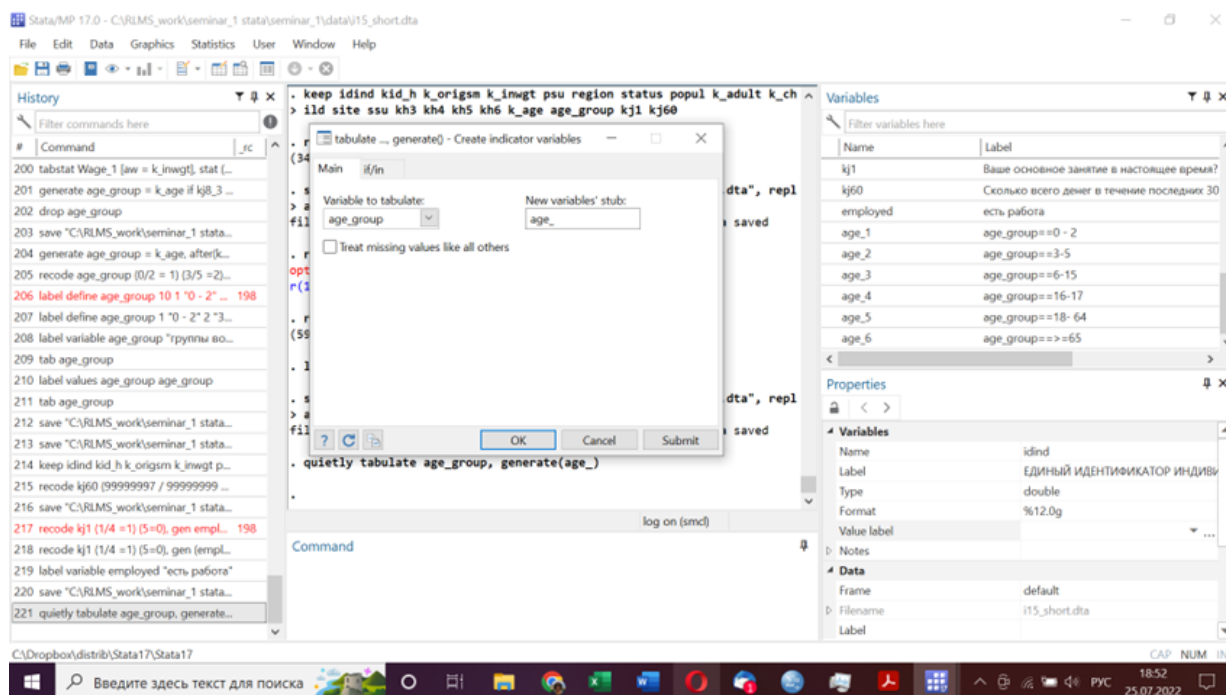 Stata/MP 17.0 - C:\RLMS_work\seminar_1 stata\seminar_1\data\i15_short.dta
File Edit Data Graphics Statistics User Window Help
History
Filter commands here
# Command _rc
200 tabstat Wage_1 [aw = k_inwgt], stat (...
201 generate age_group = k_age if kj8_3 ...
202 drop age_group
203 save "C:\RLMS_work\seminar_1 stata...
204 generate age_group = k_age, after(k...
205 recode age_group (0/2 = 1) (3/5 =2)...
206 label define age_group 10 1 "0 - 2" ... 198
207 label define age_group 1 "0 - 2" 2 "3...
208 label variable age_group "группы во...
209 tab age_group
210 label values age_group age_group
211 tab age_group
212 save "C:\RLMS_work\seminar_1 stata...
213 save "C:\RLMS_work\seminar_1 stata...
214 keep idind kid_h k_origsm k_inwgt p...
215 recode kj60 (99999997 / 99999999 ...
216 save "C:\RLMS_work\seminar_1 stata...
217 recode kj1 (1/4 =1) (5=0), gen empl... 198
218 recode kj1 (1/4 =1) (5=0), gen (empl...
219 label variable employed "есть работа"
220 save "C:\RLMS_work\seminar_1 stata...
221 quietly tabulate age_group, generate...
. keep idind kid_h k_origsm k_inwgt psu region status popul k_adult k_ch
> ild site ssu kh3 kh4 kh5 kh6 k_age age_group kj1 kj60
. r
(34
. s
dta", repl
> a
fil
a saved
. r
opt
r(1
. r
(59
. l
. s
dta", repl
> a
fil
a saved
. quietly tabulate age_group, generate(age_)
.
log on (smcl)
Command
tabulate ..., generate() - Create indicator variables
Main if/in
Variable to tabulate: New variables' stub:
age_group age_
Treat missing values like all others
OK Cancel Submit
Variables
Filter variables here
Name Label
kj1 Ваше основное занятие в настоящее время?
kj60 Сколько всего денег в течение последних 30
employed есть работа
age_1 age_group==0 - 2
age_2 age_group==3-5
age_3 age_group==6-15
age_4 age_group==16-17
age_5 age_group==18- 64
age_6 age_group==>=65
Properties
Variables
Name idind
Label ЕДИНЫЙ ИДЕНТИФИКАТОР ИНДИВИ
Type double
Format %12.0g
Value label
Notes
Data
Frame default
Filename i15_short.dta
Label
C:\Dropbox\distrib\Stata17\Stata17 CAP NUM IN
Введите здесь текст для поиска
РУС
18:52
25.07.2022